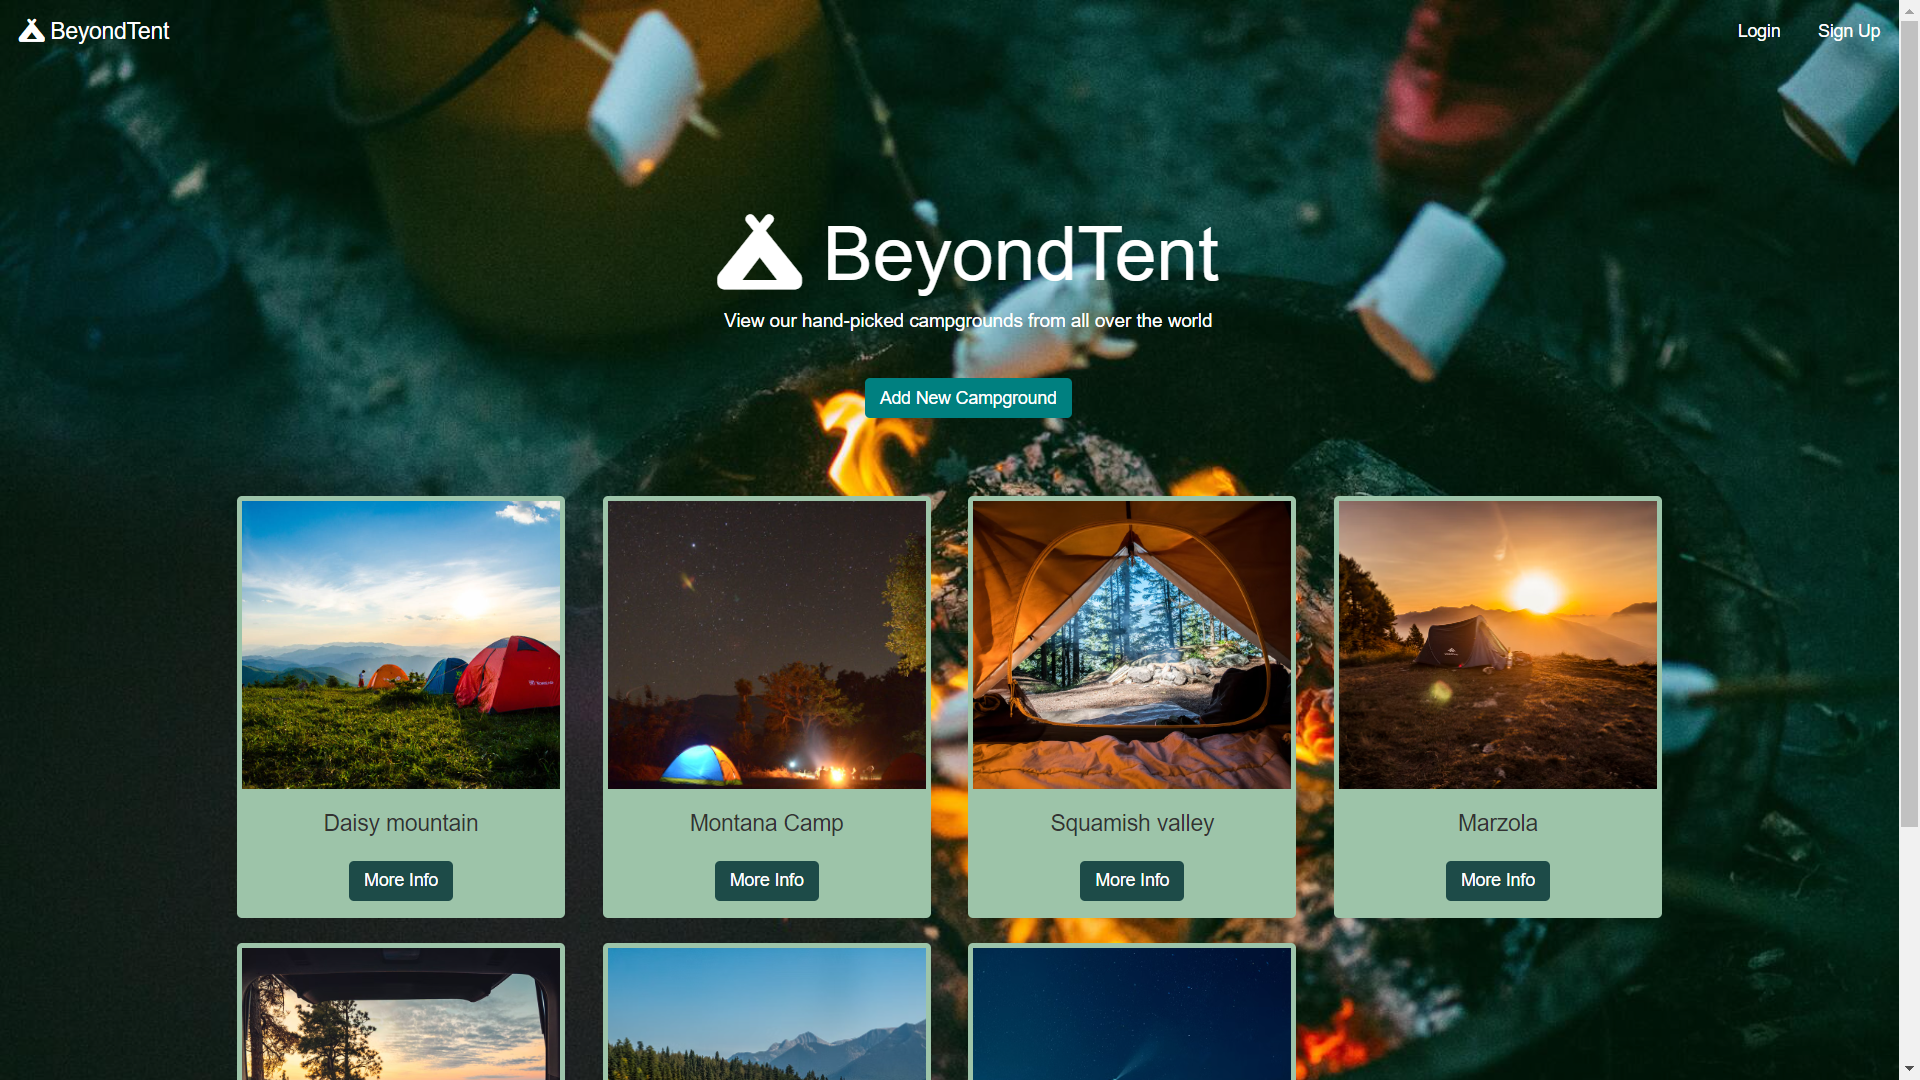 BeyondTent
Login
Sign Up
BeyondTent
View our hand-picked campgrounds from all over the world
Add New Campground
Daisy mountain
Montana Camp
Squamish valley
Marzola
More Info
More Info
More Info
More Info